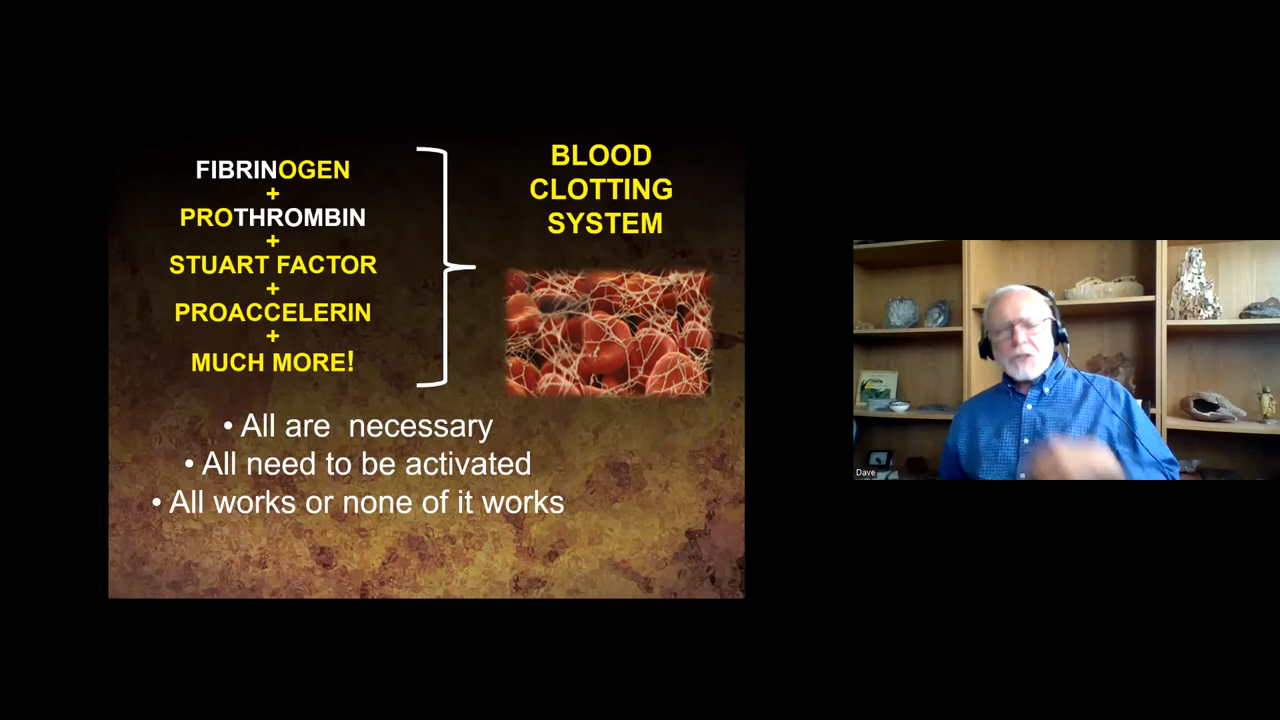 FIBRINOGEN
+
PROTHROMBIN
+
STUART FACTOR
+
PROACCELERIN
+
MUCH MORE!
BLOOD
CLOTTING
SYSTEM
• All are necessary
• All need to be activated
• All works or none of it works
Dave